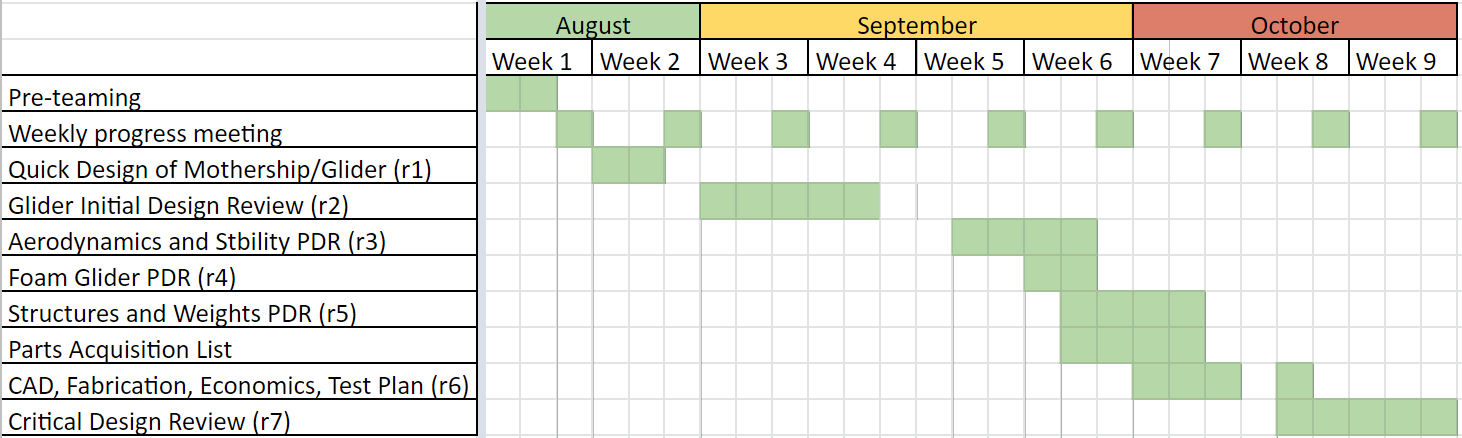 August September October
Week 1 Week 2 Week 3 Week 4 Week 5 Week 6 Week 7 Week 8 Week 9
Pre-teaming
Weekly progress meeting
Quick Design of Mothership/Glider (r1)
Glider Initial Design Review (r2)
Aerodynamics and Stbility PDR (r3)
Foam Glider PDR (r4)
Structures and Weights PDR (r5)
Parts Acquisition List
CAD, Fabrication, Economics, Test Plan (r6)
Critical Design Review (r7)